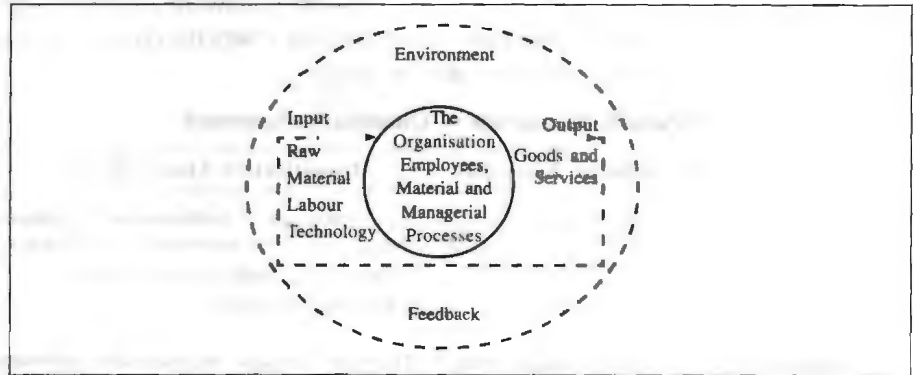 Environment
Input
Raw
Material
Labour
Technology
The
Organisation
Employees,
Material and
Managerial
Processes.
Output
Goods and
Services
Feedback